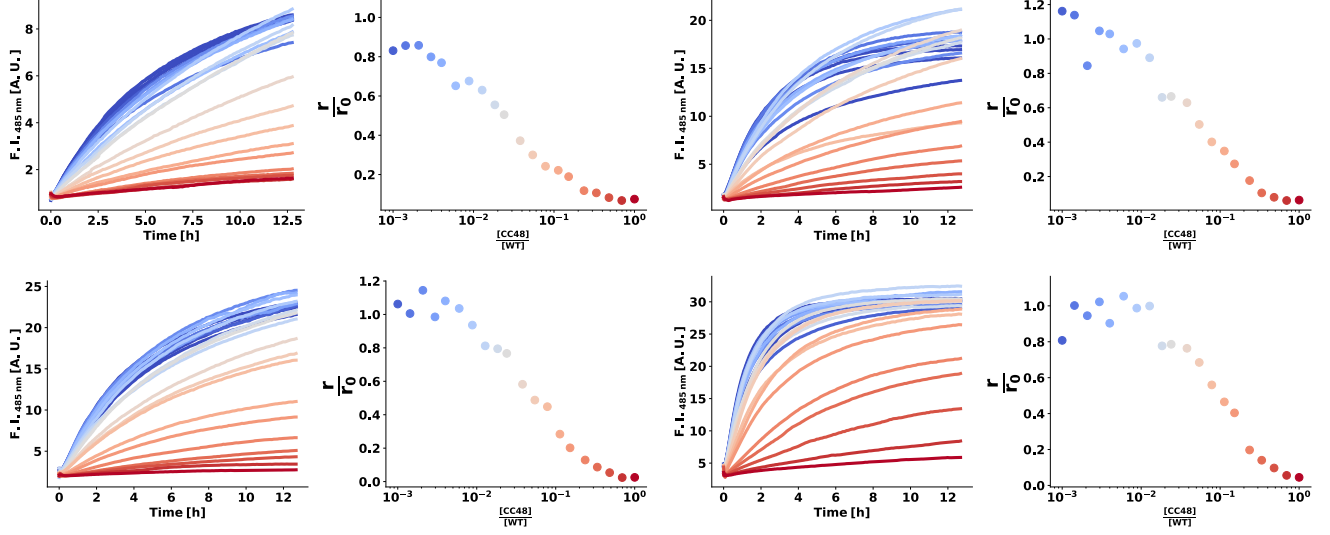 8
6
4
2
F. I. 485 nm [A. U.]
0.0 2.5 5.0 7.5 10.0 12.5
Time [h]
1.0
0.8
0.6
0.4
0.2
r
r0
10−3 10−2 10−1 100
[CC48]
[WT]
20
15
10
5
F. I. 485 nm [A. U.]
0 2 4 6 8 10 12
Time [h]
1.2
1.0
0.8
0.6
0.4
0.2
0.0
r
r0
10−3 10−2 10−1 100
[CC48]
[WT]
25
20
15
10
5
F. I. 485 nm [A. U.]
0 2 4 6 8 10 12
Time [h]
1.2
1.0
0.8
0.6
0.4
0.2
0.0
r
r0
10−3 10−2 10−1 100
[CC48]
[WT]
30
25
20
15
10
5
F. I. 485 nm [A. U.]
0 2 4 6 8 10 12
Time [h]
1.0
0.8
0.6
0.4
0.2
0.0
r
r0
10−3 10−2 10−1 100
[CC48]
[WT]